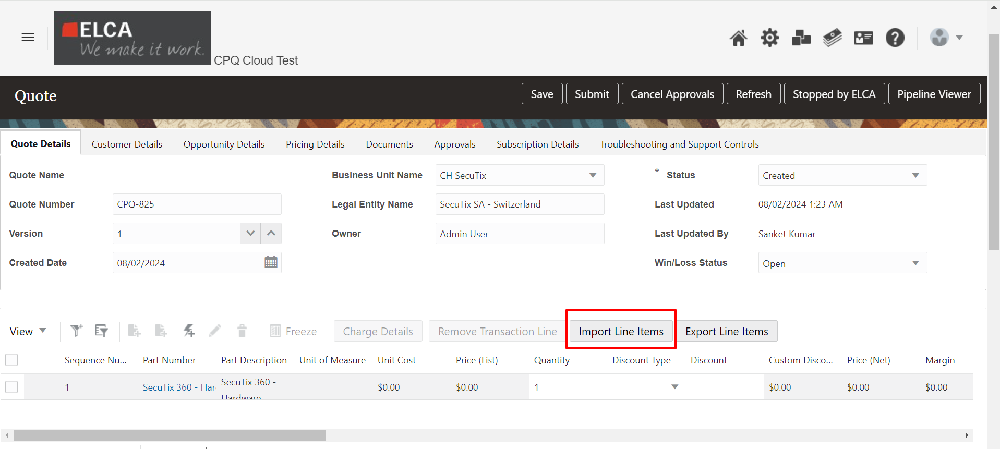 ELCA
We make it work.
CPQ Cloud Test
Quote
Save
Submit
Cancel Approvals
Refresh
Stopped by ELCA
Pipeline Viewer
Quote Details
Customer Details
Opportunity Details
Pricing Details
Documents
Approvals
Subscription Details
Troubleshooting and Support Controls
Quote Name
Business Unit Name
CH SecuTix
* Status
Created
Quote Number
CPQ-825
Legal Entity Name
SecuTix SA - Switzerland
Last Updated
08/02/2024 1:23 AM
Version
1
Owner
Admin User
Last Updated By
Sanket Kumar
Created Date
08/02/2024
Win/Loss Status
Open
View
Freeze
Charge Details
Remove Transaction Line
Import Line Items
Export Line Items
Sequence Nu...
Part Number
Part Description
Unit of Measure
Unit Cost
Price (List)
Quantity
Discount Type
Discount
Custom Disco...
Price (Net)
Margin
1
SecuTix 360 - Har
SecuTix 360 -
Hardware
$0.00
$0.00
1
$0.00
$0.00
$0.00